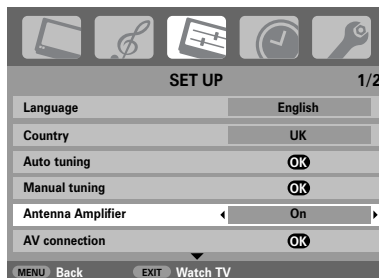 SET UP 1/2
Language English
Country UK
Auto tuning OK
Manual tuning OK
Antenna Amplifier On
AV connection OK
MENU Back EXIT Watch TV